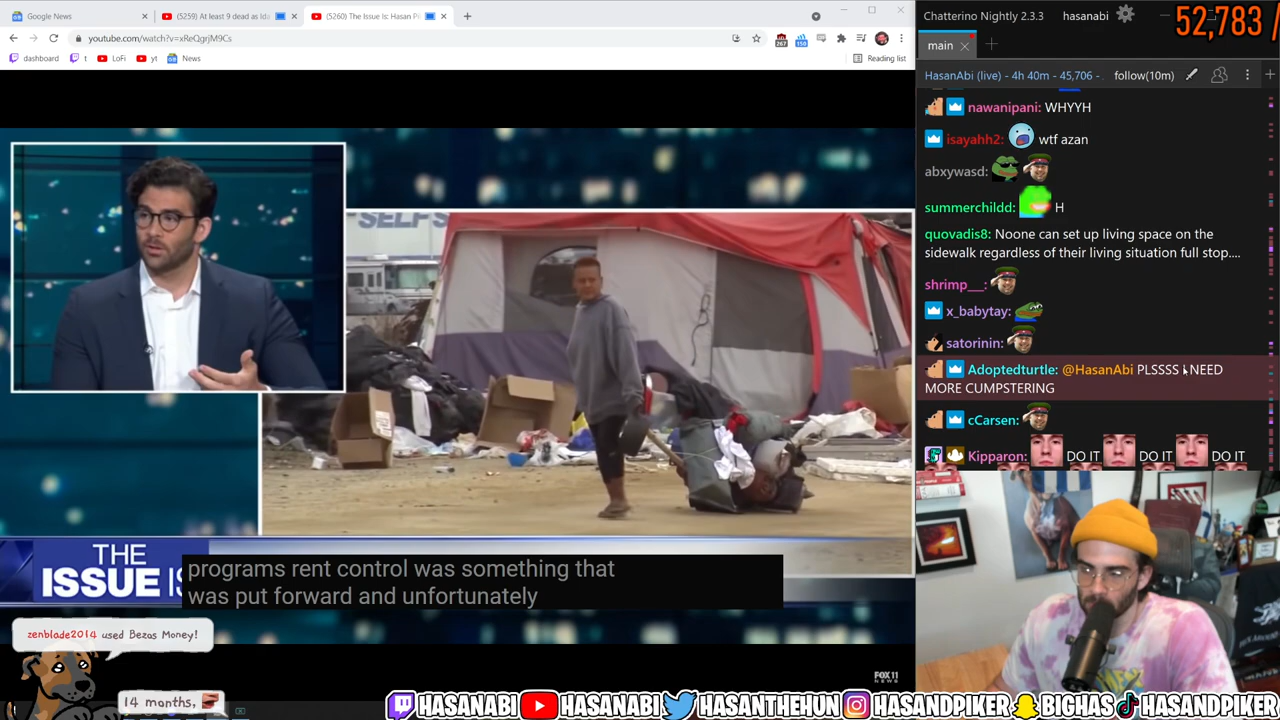 Google News
(5259) At least 9 dead as Ida
(5260) The Issue Is: Hasan Pi
youtube.com/watch?v=xReQgrjM9Cs
267
158
dashboard
t
LoFi
yt
News
Reading list
SELFS
THE
ISSUE IS
programs rent control was something that
was put forward and unfortunately
FOX 11
NEWS
zenblade2014 used Bezos Money!
14 months,
Chatterino Nightly 2.3.3
hasanabi
52,783 /
main
HasanAbi (live) - 4h 40m - 45,706 -
follow(10m)
nawanipani: WHYYH
isayahh2: wtf azan
abxywasd:
summerchildd: H
quovadis8: Noone can set up living space on the
sidewalk regardless of their living situation full stop....
shrimp___:
x_babytay:
satorinin:
Adoptedturtle: @HasanAbi PLSSSS I NEED
MORE CUMPSTERING
cCarsen:
Kipparon: DO IT DO IT DO IT
HASANABI HASANABI HASANTHEHUN HASANDPIKER BIGHAS HASANDPIKER